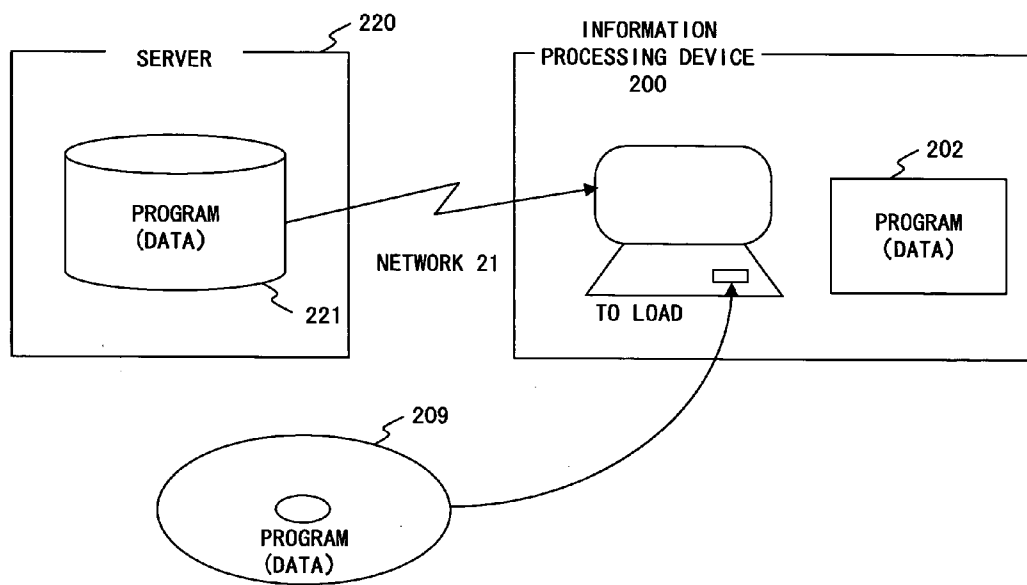 220
SERVER
PROGRAM
(DATA)
221
NETWORK 21
INFORMATION
PROCESSING DEVICE
200
202
PROGRAM
(DATA)
TO LOAD
209
PROGRAM
(DATA)